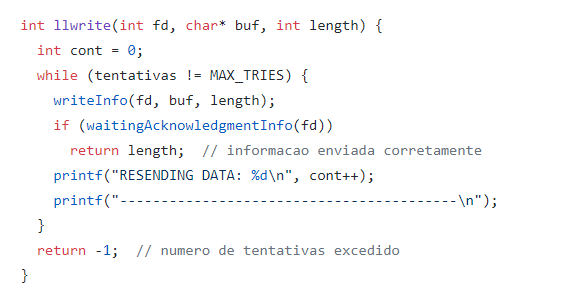 int llwrite(int fd, char* buf, int length) {
  int cont = 0;
  while (tentativas != MAX_TRIES) {
    writeInfo(fd, buf, length);
    if (waitingAcknowledgmentInfo(fd))
      return length;  // informacao enviada corretamente
    printf("RESENDING DATA: %d\n", cont++);
    printf("-----------------------------------------\n");
  }
  return -1;  // numero de tentativas excedido
}